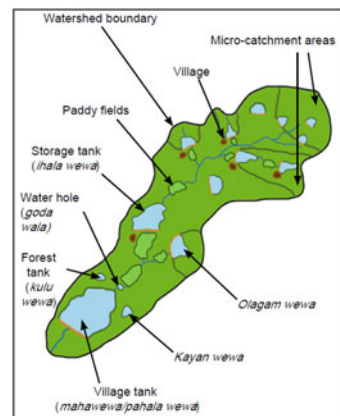 Watershed boundary
Micro-catchment areas
Village
Paddy fields
Storage tank
(ihala wewa)
Water hole
(goda
wala)
Forest
tank
(kulu
wewa)
Olagam wewa
Kayan wewa
Village tank
(mahawewa/pahala wewa)